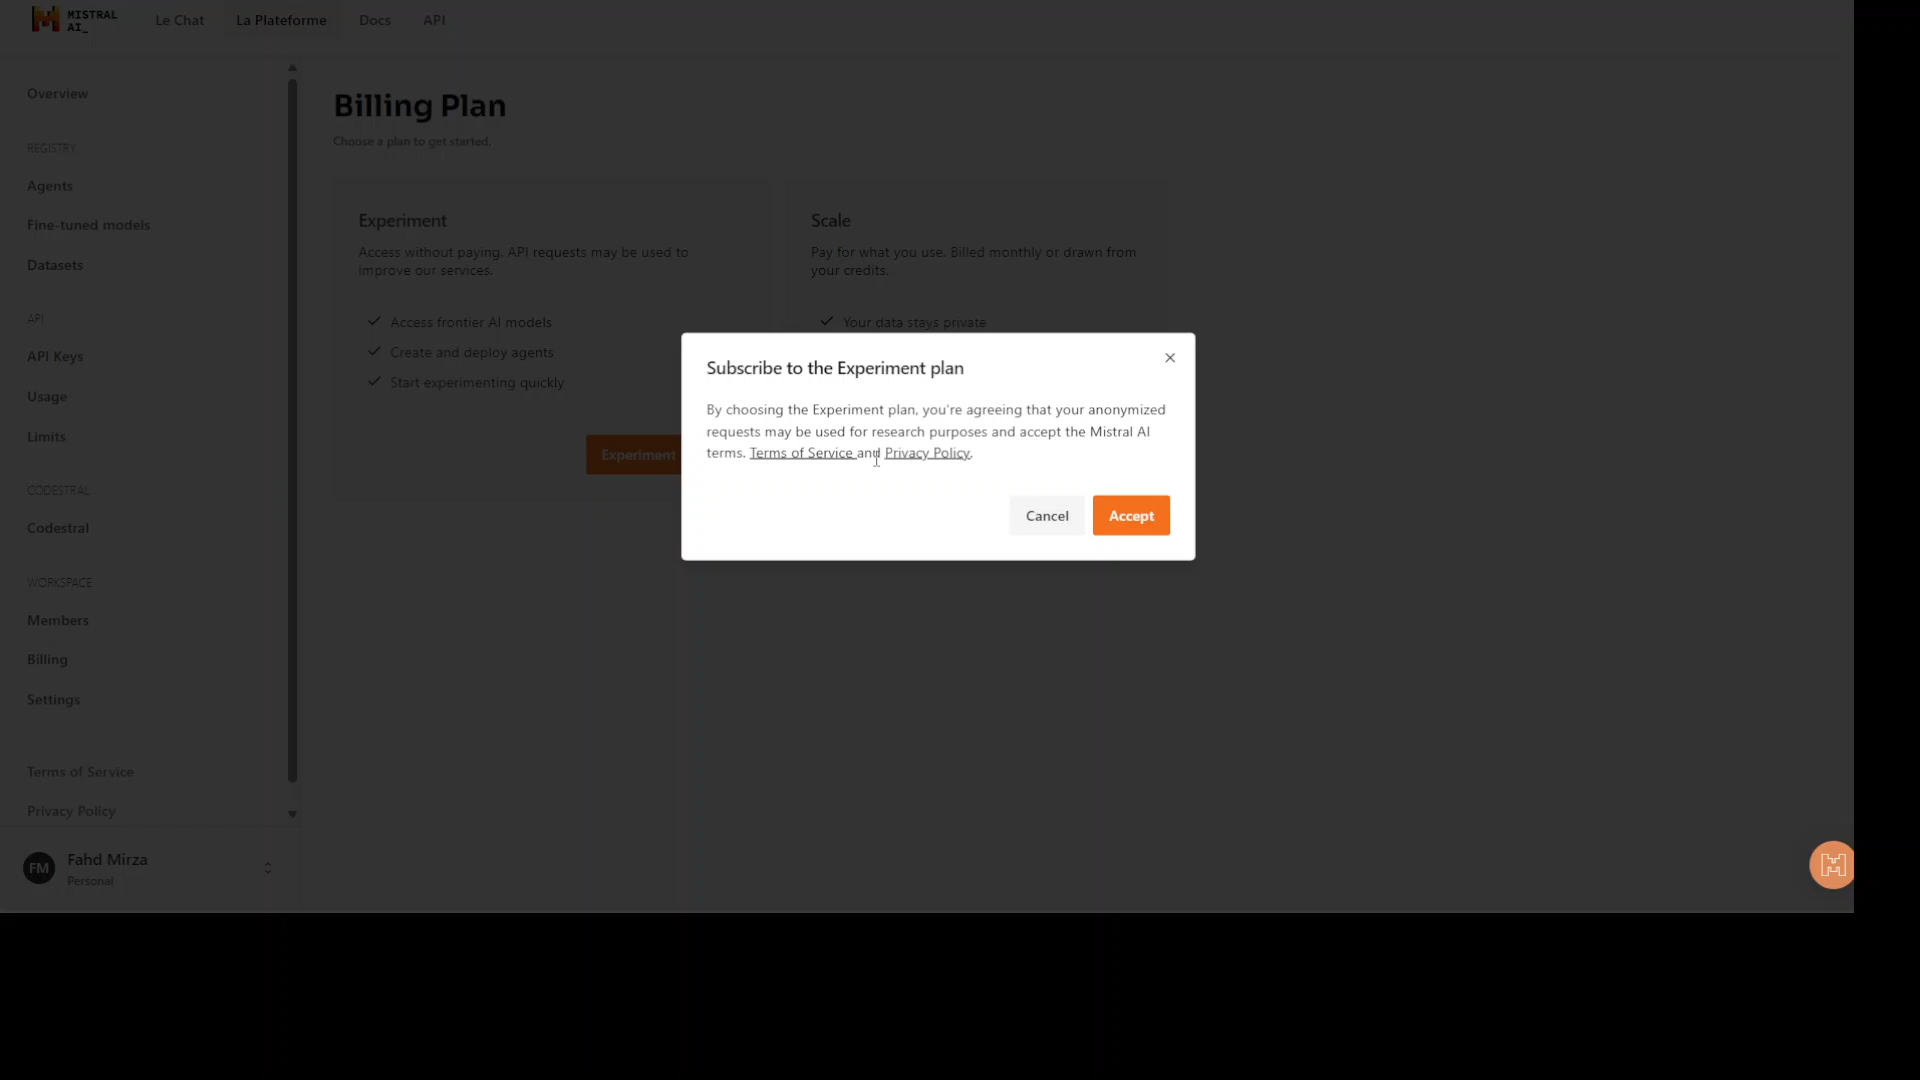 MISTRAL
AI_
Le Chat
La Plateforme
Docs
API
Overview
REGISTRY
Agents
Fine-tuned models
Datasets
API
API Keys
Usage
Limits
CODESTRAL
Codestral
WORKSPACE
Members
Billing
Settings
Terms of Service
Privacy Policy
FM
Fahd Mirza
Personal
Billing Plan
Choose a plan to get started.
Experiment
Access without paying. API requests may be used to
improve our services.
Access frontier AI models
Create and deploy agents
Start experimenting quickly
Experiment
Scale
Pay for what you use. Billed monthly or drawn from
your credits.
Your data stays private
Subscribe to the Experiment plan
By choosing the Experiment plan, you're agreeing that your anonymized
requests may be used for research purposes and accept the Mistral AI
terms. Terms of Service and Privacy Policy.
Cancel
Accept